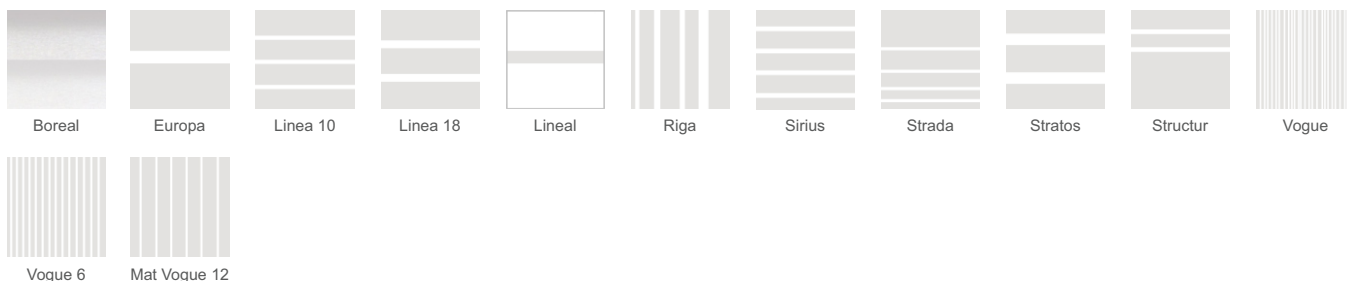 Boreal Europa Linea 10 Linea 18 Lineal Riga Sirius Strada Stratos Structur Vogue
Vogue 6 Mat Vogue 12